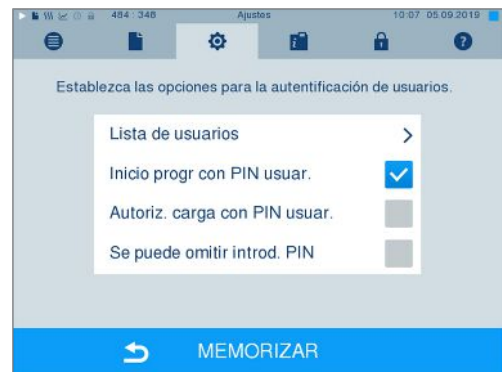 484 : 348 Ajustes 10:07 05.09.2019
Establezca las opciones para la autentificación de usuarios.
Lista de usuarios
Inicio progr con PIN usuar.
Autoriz. carga con PIN usuar.
Se puede omitir introd. PIN
MEMORIZAR